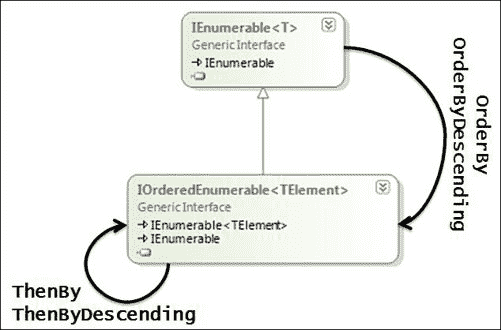 IEnumerable<T>
Generic Interface
IEnumerable
OrderBy
OrderByDescending
IOrderedEnumerable<TElement>
Generic Interface
IEnumerable<TElement>
IEnumerable
ThenBy
ThenByDescending